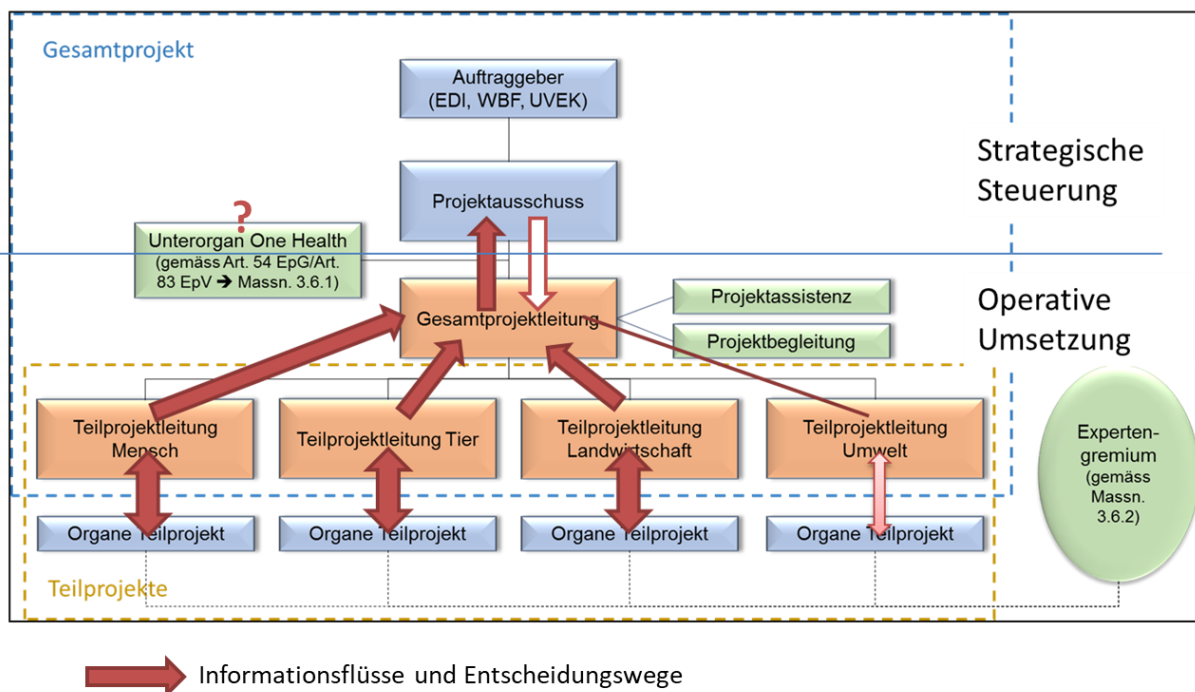 Gesamtprojekt
Auftraggeber
(EDI, WBF, UVEK)
Strategische
Steuerung
Projektausschuss
?
Unterorgan One Health
(gemäss Art. 54 EpG/Art.
83 EpV ➔ Massn. 3.6.1)
Gesamtprojektleitung
Projektassistenz
Projektbegleitung
Operative
Umsetzung
Teilprojektleitung
Mensch
Teilprojektleitung Tier
Teilprojektleitung
Landwirtschaft
Teilprojektleitung
Umwelt
Experten-
gremium
(gemäss
Massn.
3.6.2)
Organe Teilprojekt
Organe Teilprojekt
Organe Teilprojekt
Organe Teilprojekt
Teilprojekte
Informationsflüsse und Entscheidungswege